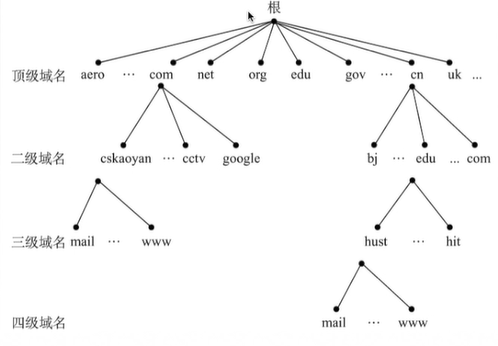 根
顶级域名 aero ··· com net org edu gov ··· cn uk ...
二级域名 cskaoyan ··· cctv google bj ··· edu ... com
三级域名 mail ··· www hust ··· hit
四级域名 mail ··· www